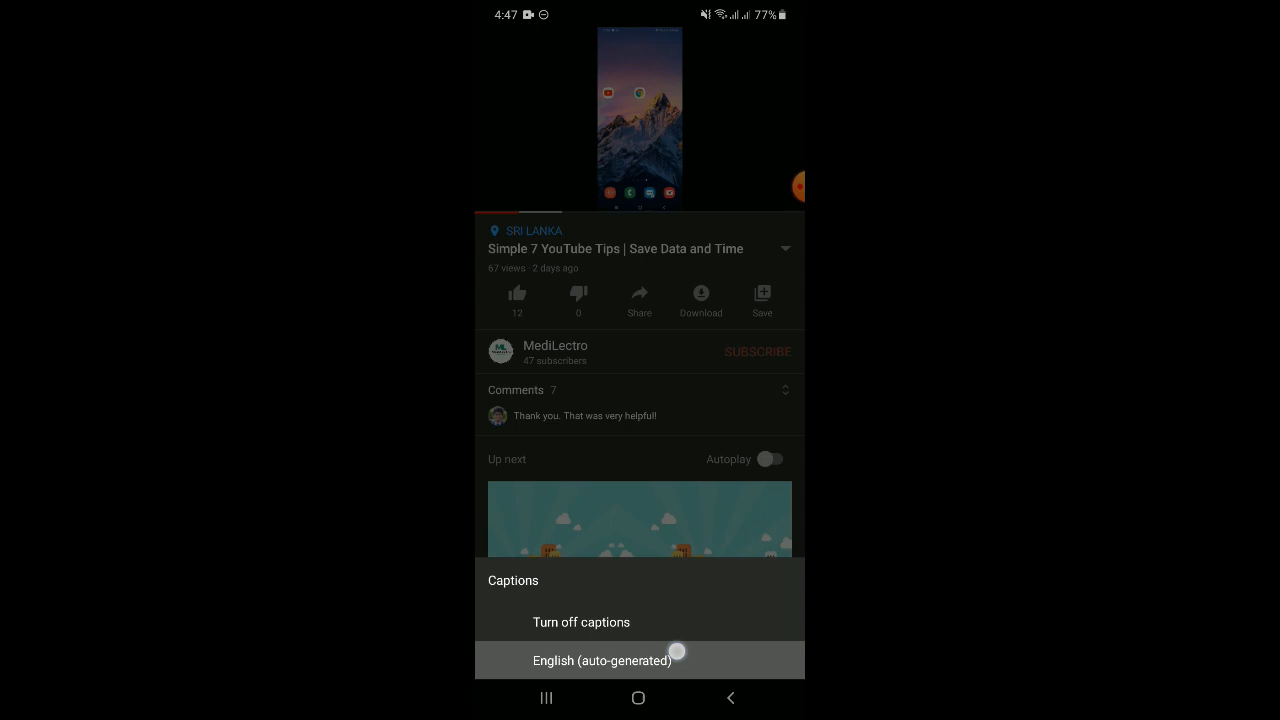 4:47
77%
SRI LANKA
Simple 7 YouTube Tips | Save Data and Time
67 views · 2 days ago
12
0
Share
Download
Save
MediLectro
47 subscribers
SUBSCRIBE
Comments 7
Thank you. That was very helpful!
Up next
Autoplay
Captions
Turn off captions
English (auto-generated)